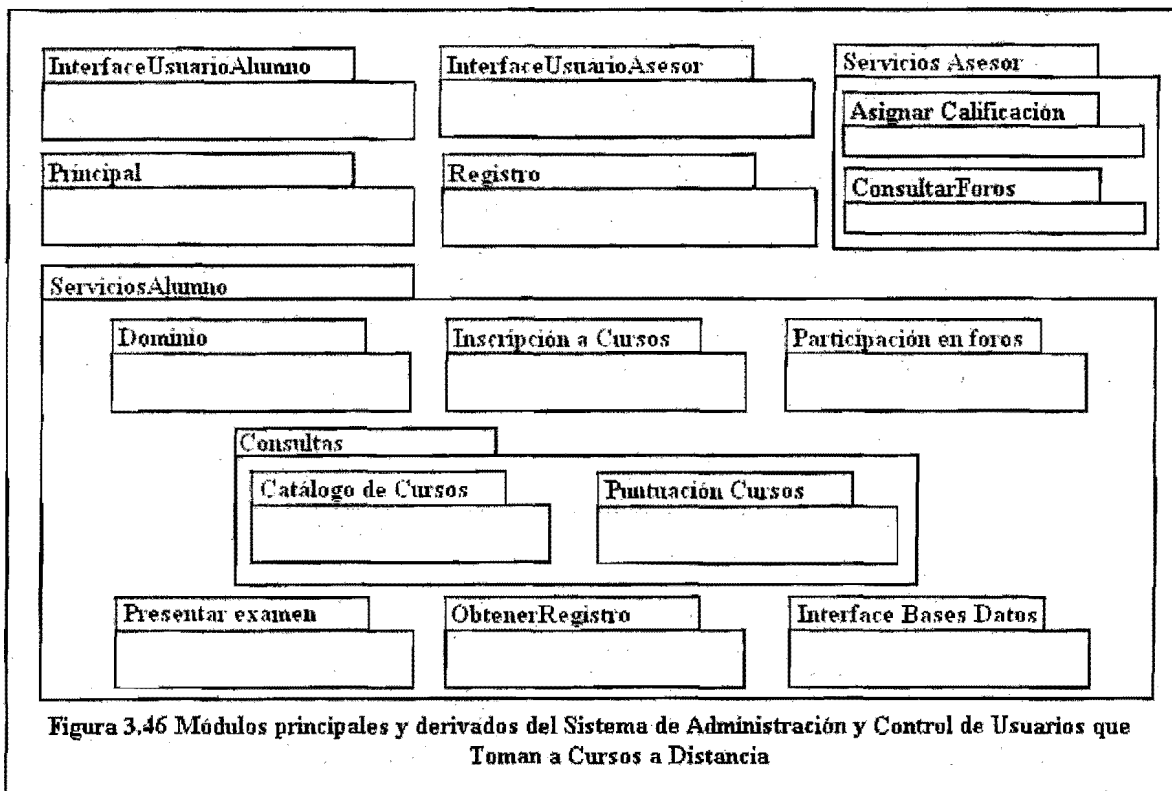 InterfaceUsuarioAlumno
InterfaceUsuarioAsesor
Servicios Asesor
Asignar Calificación
ConsultarForos
Principal
Registro
ServiciosAlumno
Dominio
Inscripción a Cursos
Participación en foros
Consultas
Catálogo de Cursos
Puntuación Cursos
Presentar examen
ObtenerRegistro
Interface Bases Datos
Figura 3.46 Módulos principales y derivados del Sistema de Administración y Control de Usuarios que
Toman a Cursos a Distancia